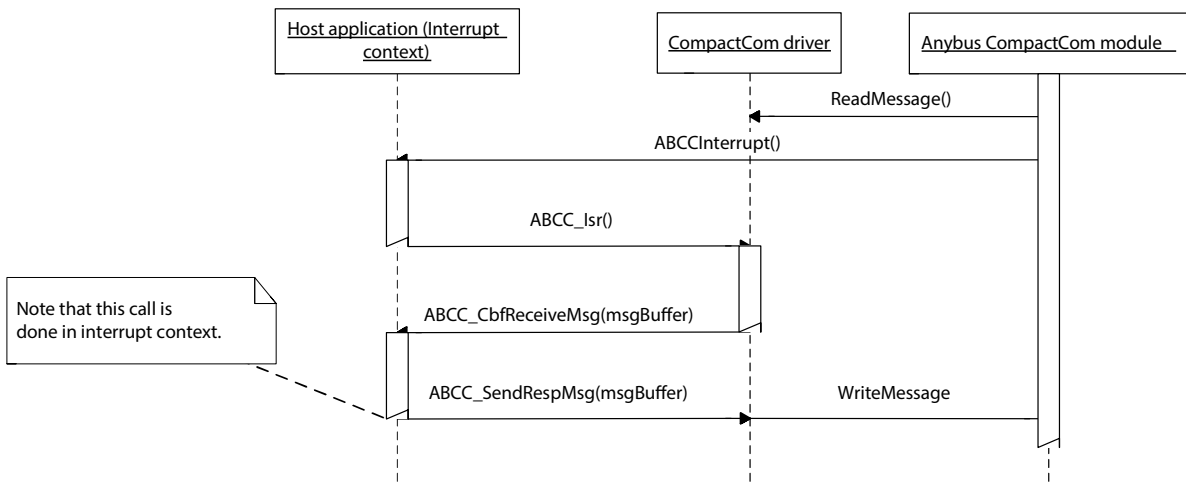 Host application (Interrupt
context)
CompactCom driver
Anybus CompactCom module
ReadMessage()
ABCCInterrupt()
ABCC_Isr()
Note that this call is
done in interrupt context.
ABCC_CbfReceiveMsg(msgBuffer)
ABCC_SendRespMsg(msgBuffer)
WriteMessage